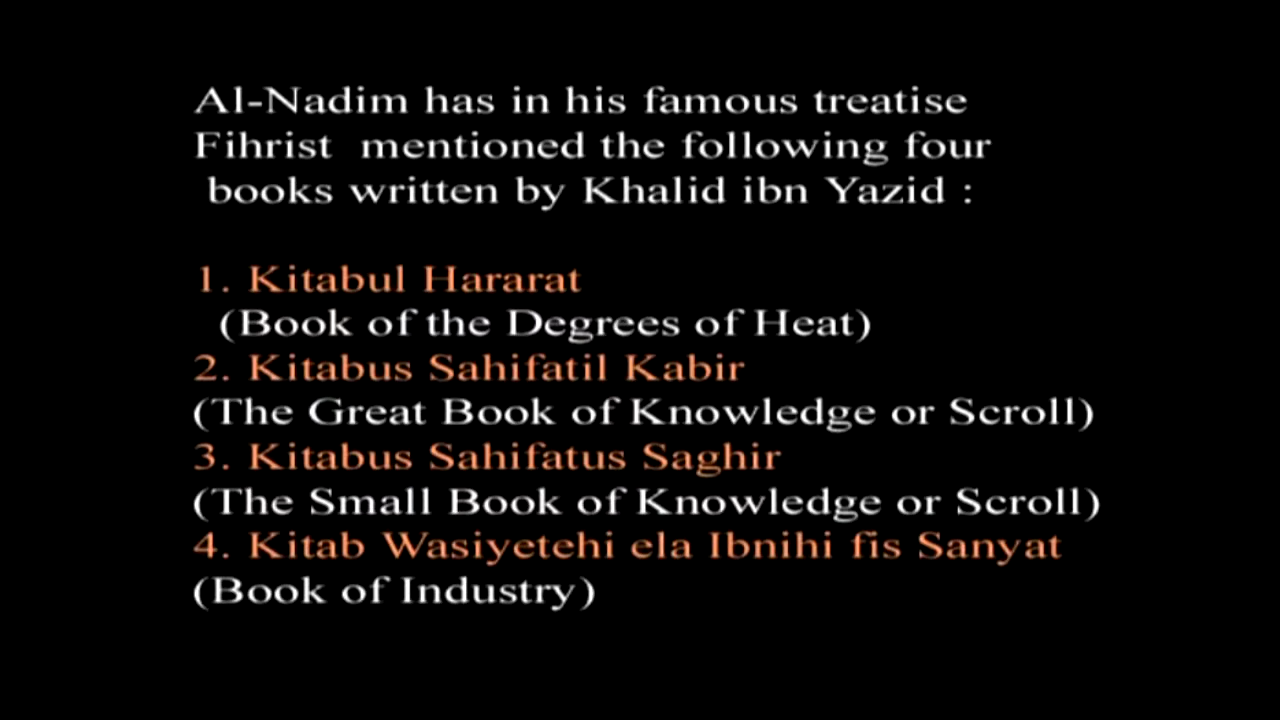 Al-Nadim has in his famous treatise
Fihrist mentioned the following four
books written by Khalid ibn Yazid :
1. Kitabul Hararat
(Book of the Degrees of Heat)
2. Kitabus Sahifatil Kabir
(The Great Book of Knowledge or Scroll)
3. Kitabus Sahifatus Saghir
(The Small Book of Knowledge or Scroll)
4. Kitab Wasiyetehi ela Ibnihi fis Sanyat
(Book of Industry)